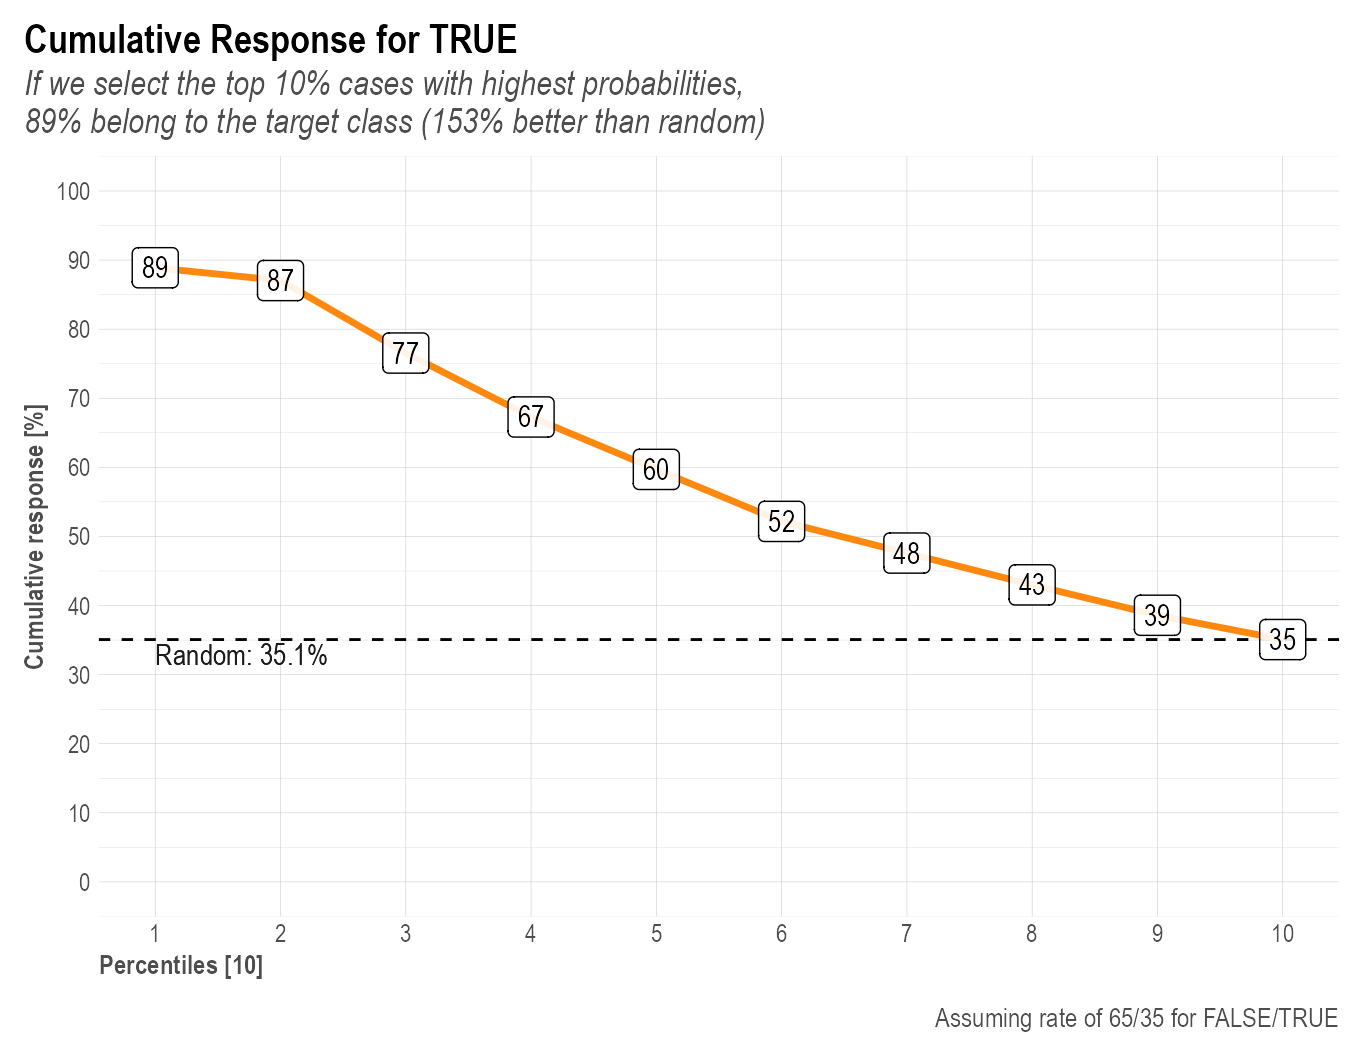 Cumulative Response for TRUE
If we select the top 10% cases with highest probabilities,
89% belong to the target class (153% better than random)
Cumulative response [%]
100
90
80
70
60
50
40
30
20
10
0
89
87
77
67
60
52
48
43
39
35
Random: 35.1%
1 2 3 4 5 6 7 8 9 10
Percentiles [10]
Assuming rate of 65/35 for FALSE/TRUE